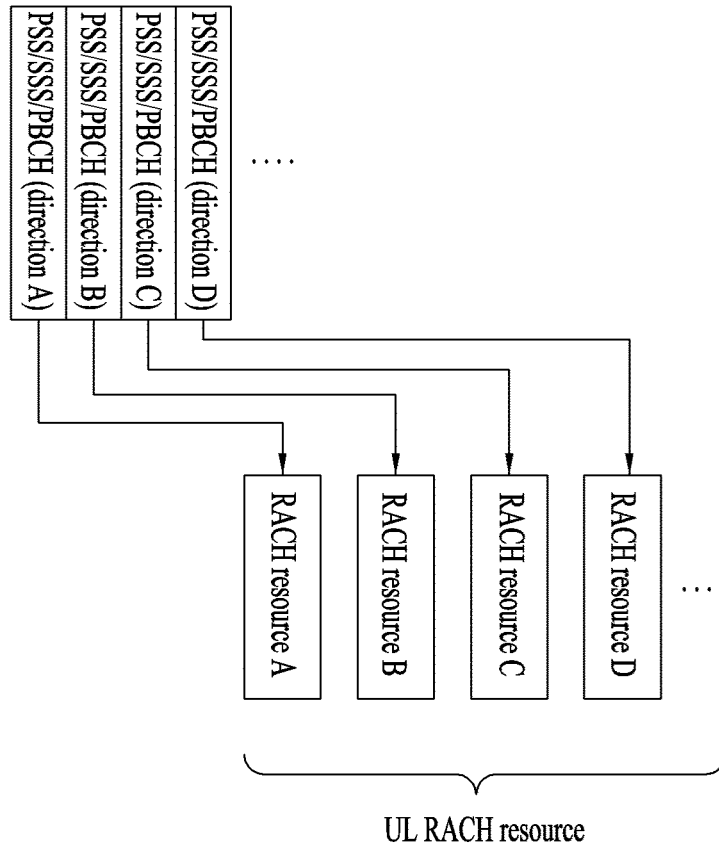 PSS/SSS/PBCH (direction A)
PSS/SSS/PBCH (direction B)
PSS/SSS/PBCH (direction C)
PSS/SSS/PBCH (direction D)
....
RACH resource A
RACH resource B
RACH resource C
RACH resource D
...
UL RACH resource